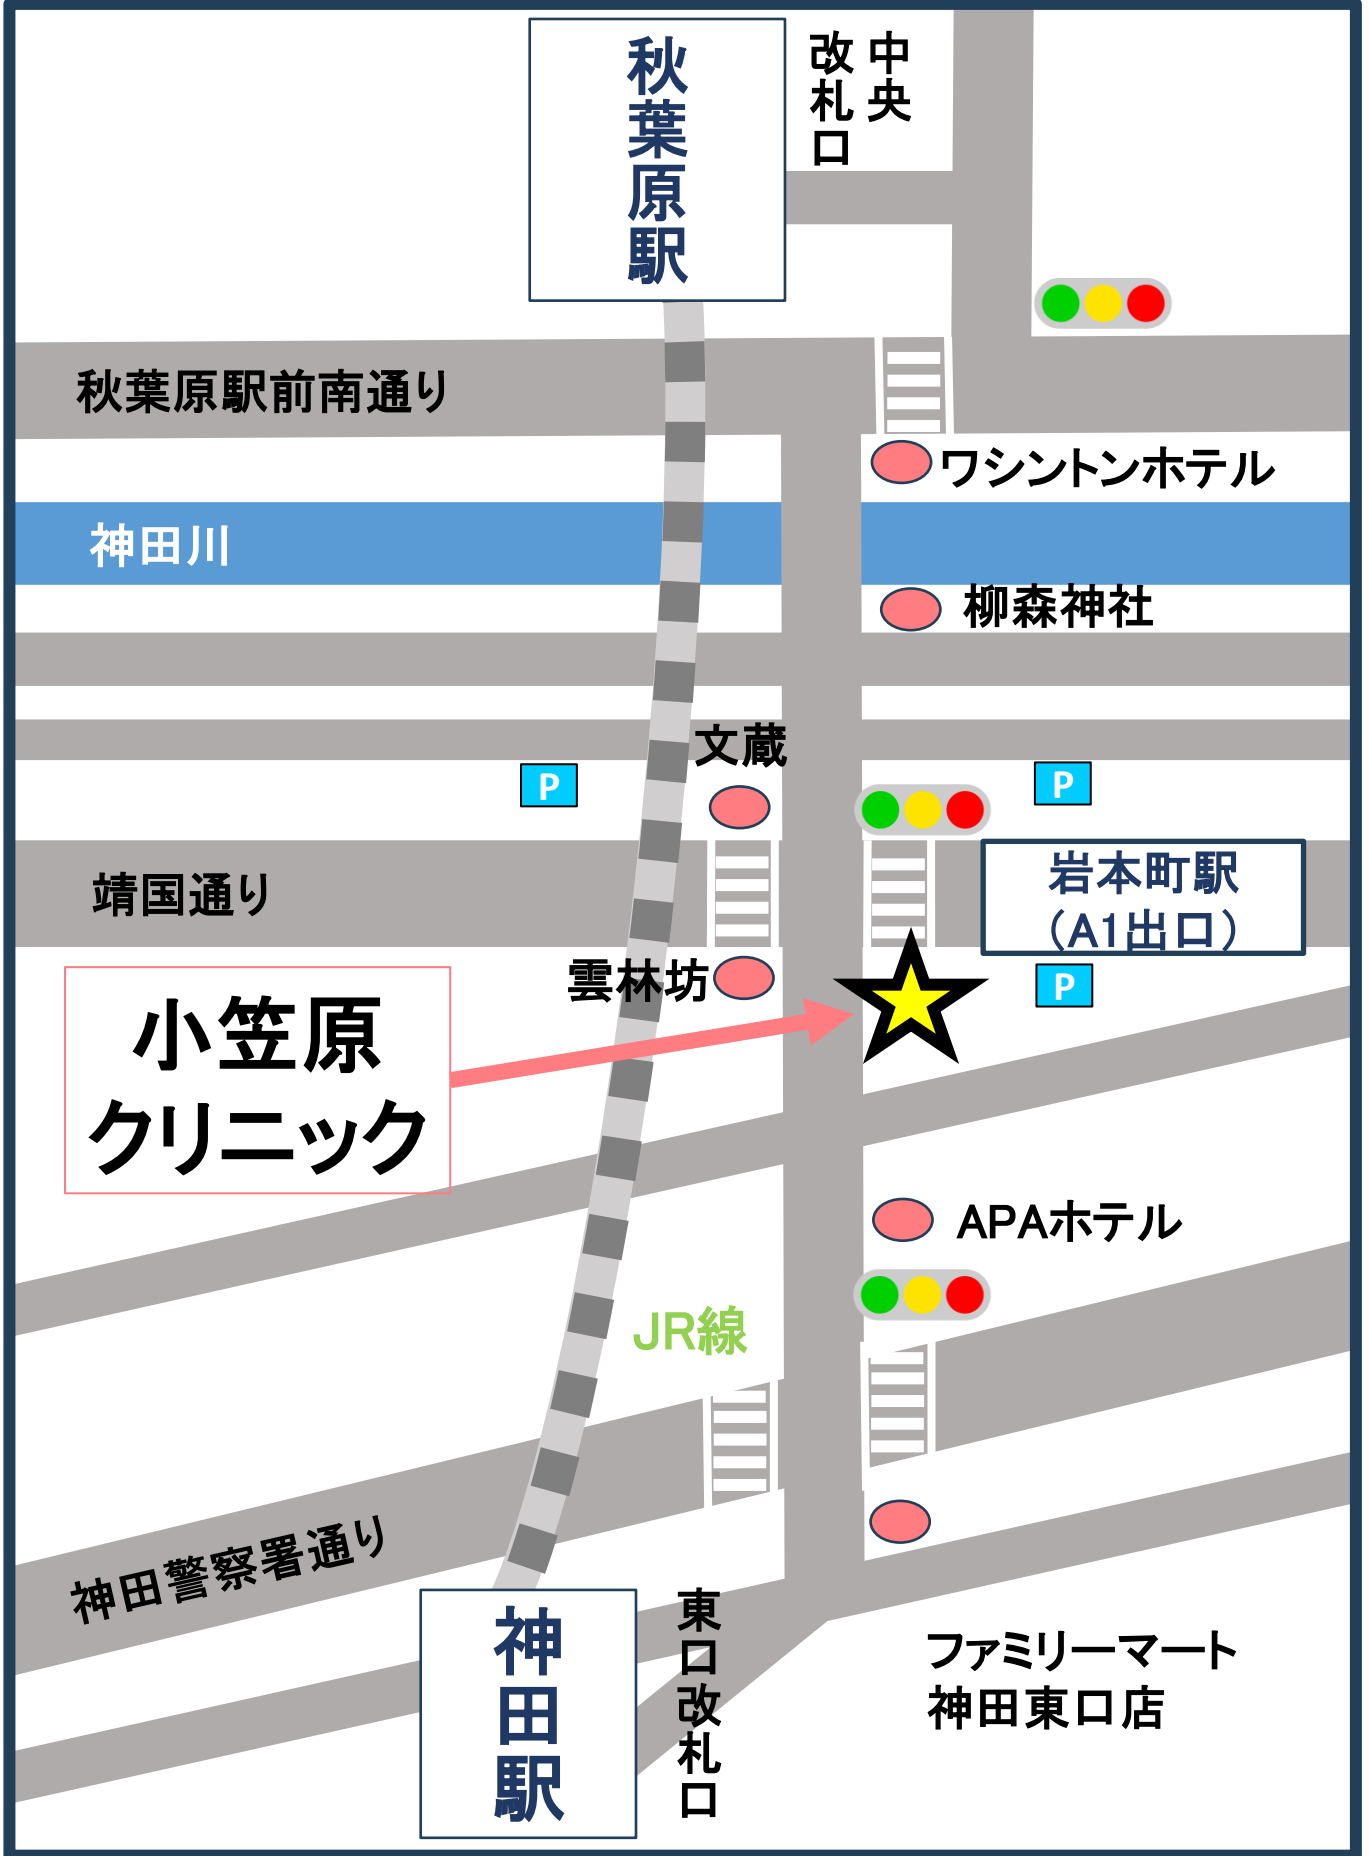 秋葉原駅
中央
改札口
秋葉原駅前南通り
ワシントンホテル
神田川
柳森神社
文蔵
P
P
靖国通り
岩本町駅
（A1出口）
雲林坊
P
小笠原
クリニック
APAホテル
JR線
神田警察署通り
神田駅
東口改札口
ファミリーマート
神田東口店